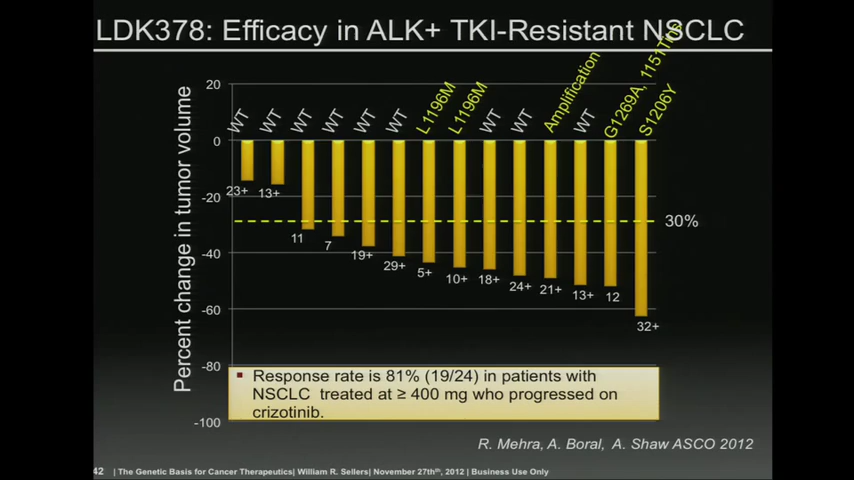 LDK378: Efficacy in ALK+ TKI-Resistant NSCLC
Percent change in tumor volume
20
0
-20
-40
-60
-80
-100
WT
WT
WT
WT
WT
WT
L1196M
L1196M
WT
WT
Amplification
WT
G1269A, 1151Tins
S1206Y
23+
13+
11
7
19+
29+
5+
10+
18+
24+
21+
13+
12
32+
30%
▪ Response rate is 81% (19/24) in patients with
NSCLC treated at ≥ 400 mg who progressed on
crizotinib.
R. Mehra, A. Boral, A. Shaw ASCO 2012
42 | The Genetic Basis for Cancer Therapeutics| William R. Sellers| November 27th, 2012 | Business Use Only